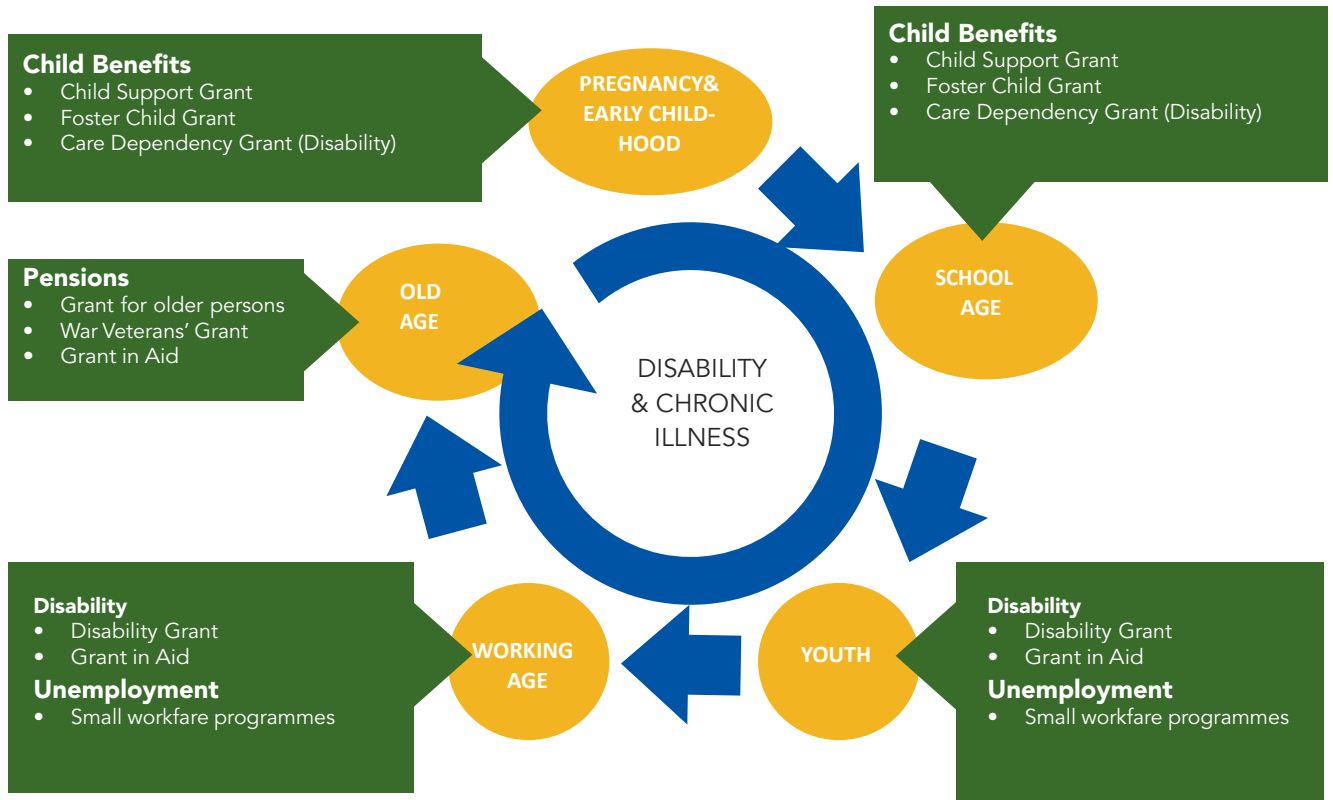 Child Benefits
• Child Support Grant
• Foster Child Grant
• Care Dependency Grant (Disability)
PREGNANCY&
EARLY CHILD-
HOOD
Child Benefits
• Child Support Grant
• Foster Child Grant
• Care Dependency Grant (Disability)
Pensions
• Grant for older persons
• War Veterans’ Grant
• Grant in Aid
OLD
AGE
SCHOOL
AGE
DISABILITY
& CHRONIC
ILLNESS
Disability
• Disability Grant
• Grant in Aid
Unemployment
• Small workfare programmes
WORKING
AGE
YOUTH
Disability
• Disability Grant
• Grant in Aid
Unemployment
• Small workfare programmes